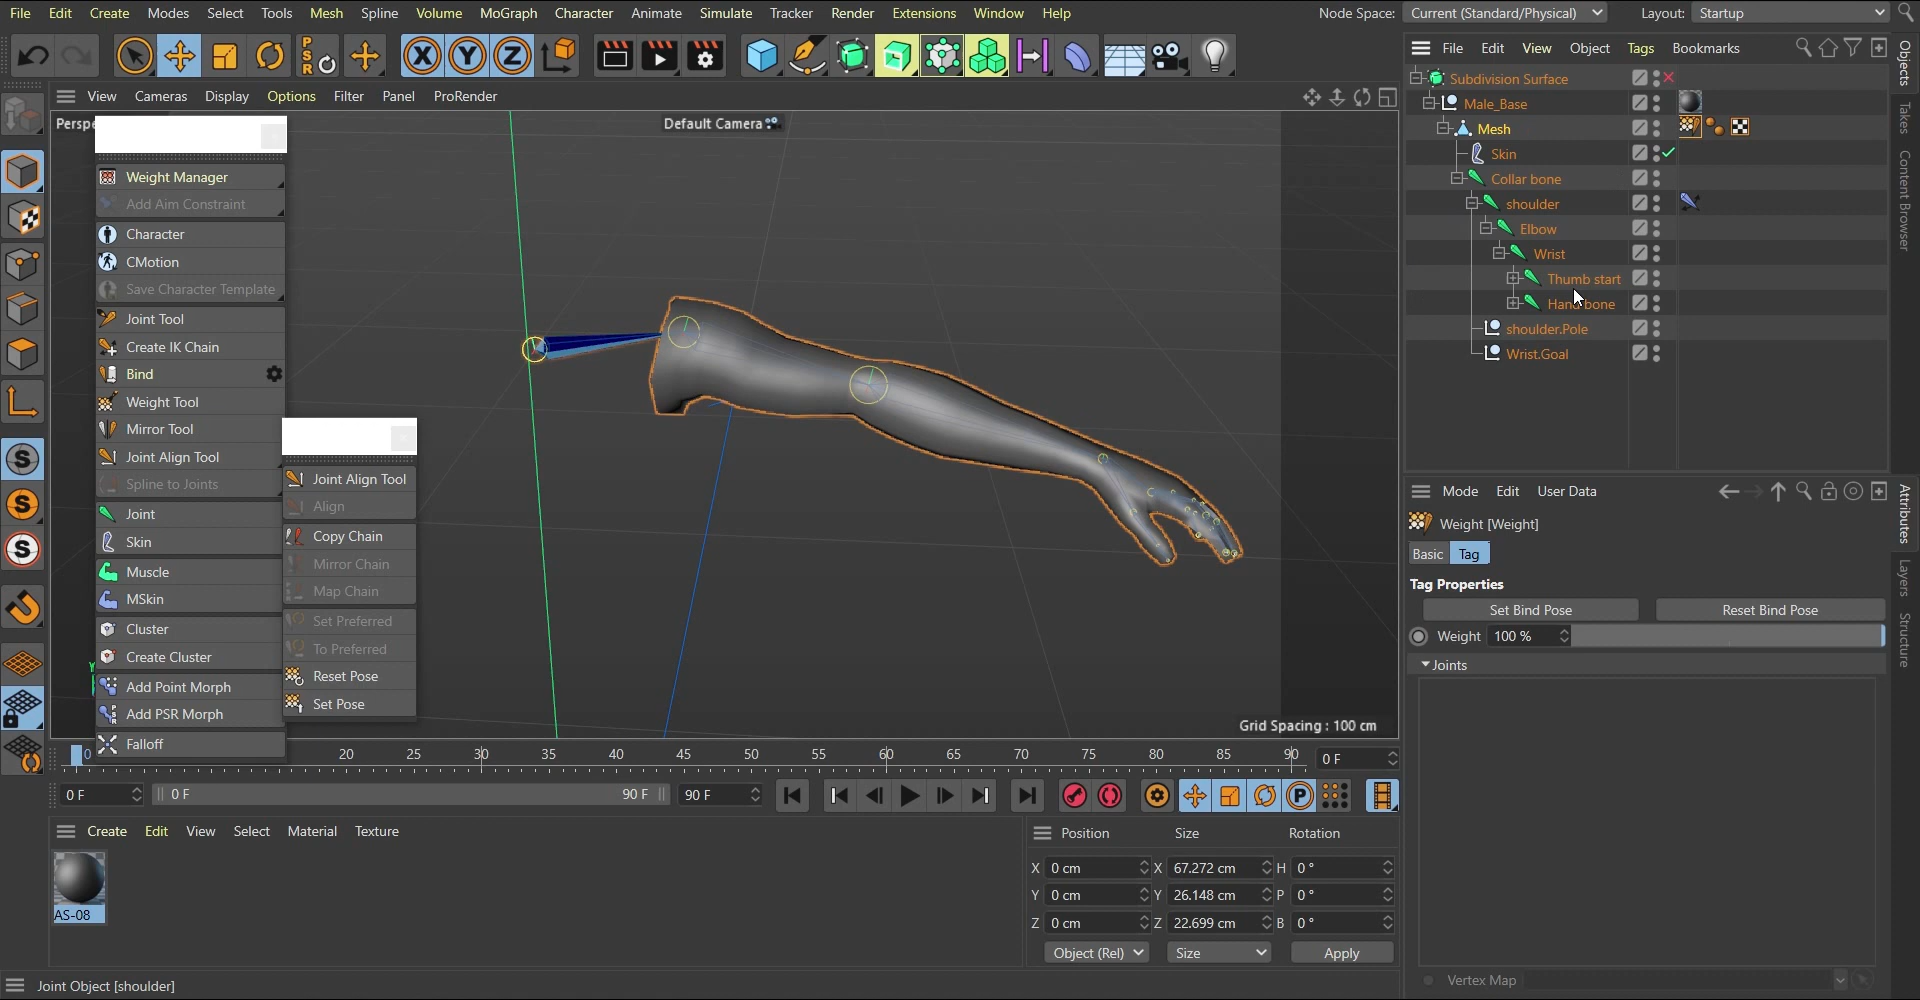 File Edit Create Modes Select Tools Mesh Spline Volume MoGraph Character Animate Simulate Tracker Render Extensions Window Help Node Space: Current (Standard/Physical) Layout: Startup
PSR X Y Z
File Edit View Object Tags Bookmarks
View Cameras Display Options Filter Panel ProRender
Persp
Default Camera
Grid Spacing : 100 cm
Weight Manager
Add Aim Constraint
Character
CMotion
Save Character Template
Joint Tool
Create IK Chain
Bind
Weight Tool
Mirror Tool
Joint Align Tool
Spline to Joints
Joint
Skin
Muscle
MSkin
Cluster
Create Cluster
Add Point Morph
Add PSR Morph
Falloff
Joint Align Tool
Align
Copy Chain
Mirror Chain
Map Chain
Set Preferred
To Preferred
Reset Pose
Set Pose
Y
Subdivision Surface
Male_Base
Mesh
Skin
Collar bone
shoulder
Elbow
Wrist
Thumb start
Hand bone
shoulder.Pole
Wrist.Goal
Objects
Takes
Content Browser
Attributes
Layers
Structure
Mode Edit User Data
Weight [Weight]
Basic Tag
Tag Properties
Set Bind Pose Reset Bind Pose
Weight 100 %
Joints
Vertex Map
0 20 25 30 35 40 45 50 55 60 65 70 75 80 85 90 0 F
0 F 0 F 90 F 90 F P
Create Edit View Select Material Texture
AS-08
Position Size Rotation
X 0 cm X 67.272 cm H 0 °
Y 0 cm Y 26.148 cm P 0 °
Z 0 cm Z 22.699 cm B 0 °
Object (Rel) Size Apply
Joint Object [shoulder]